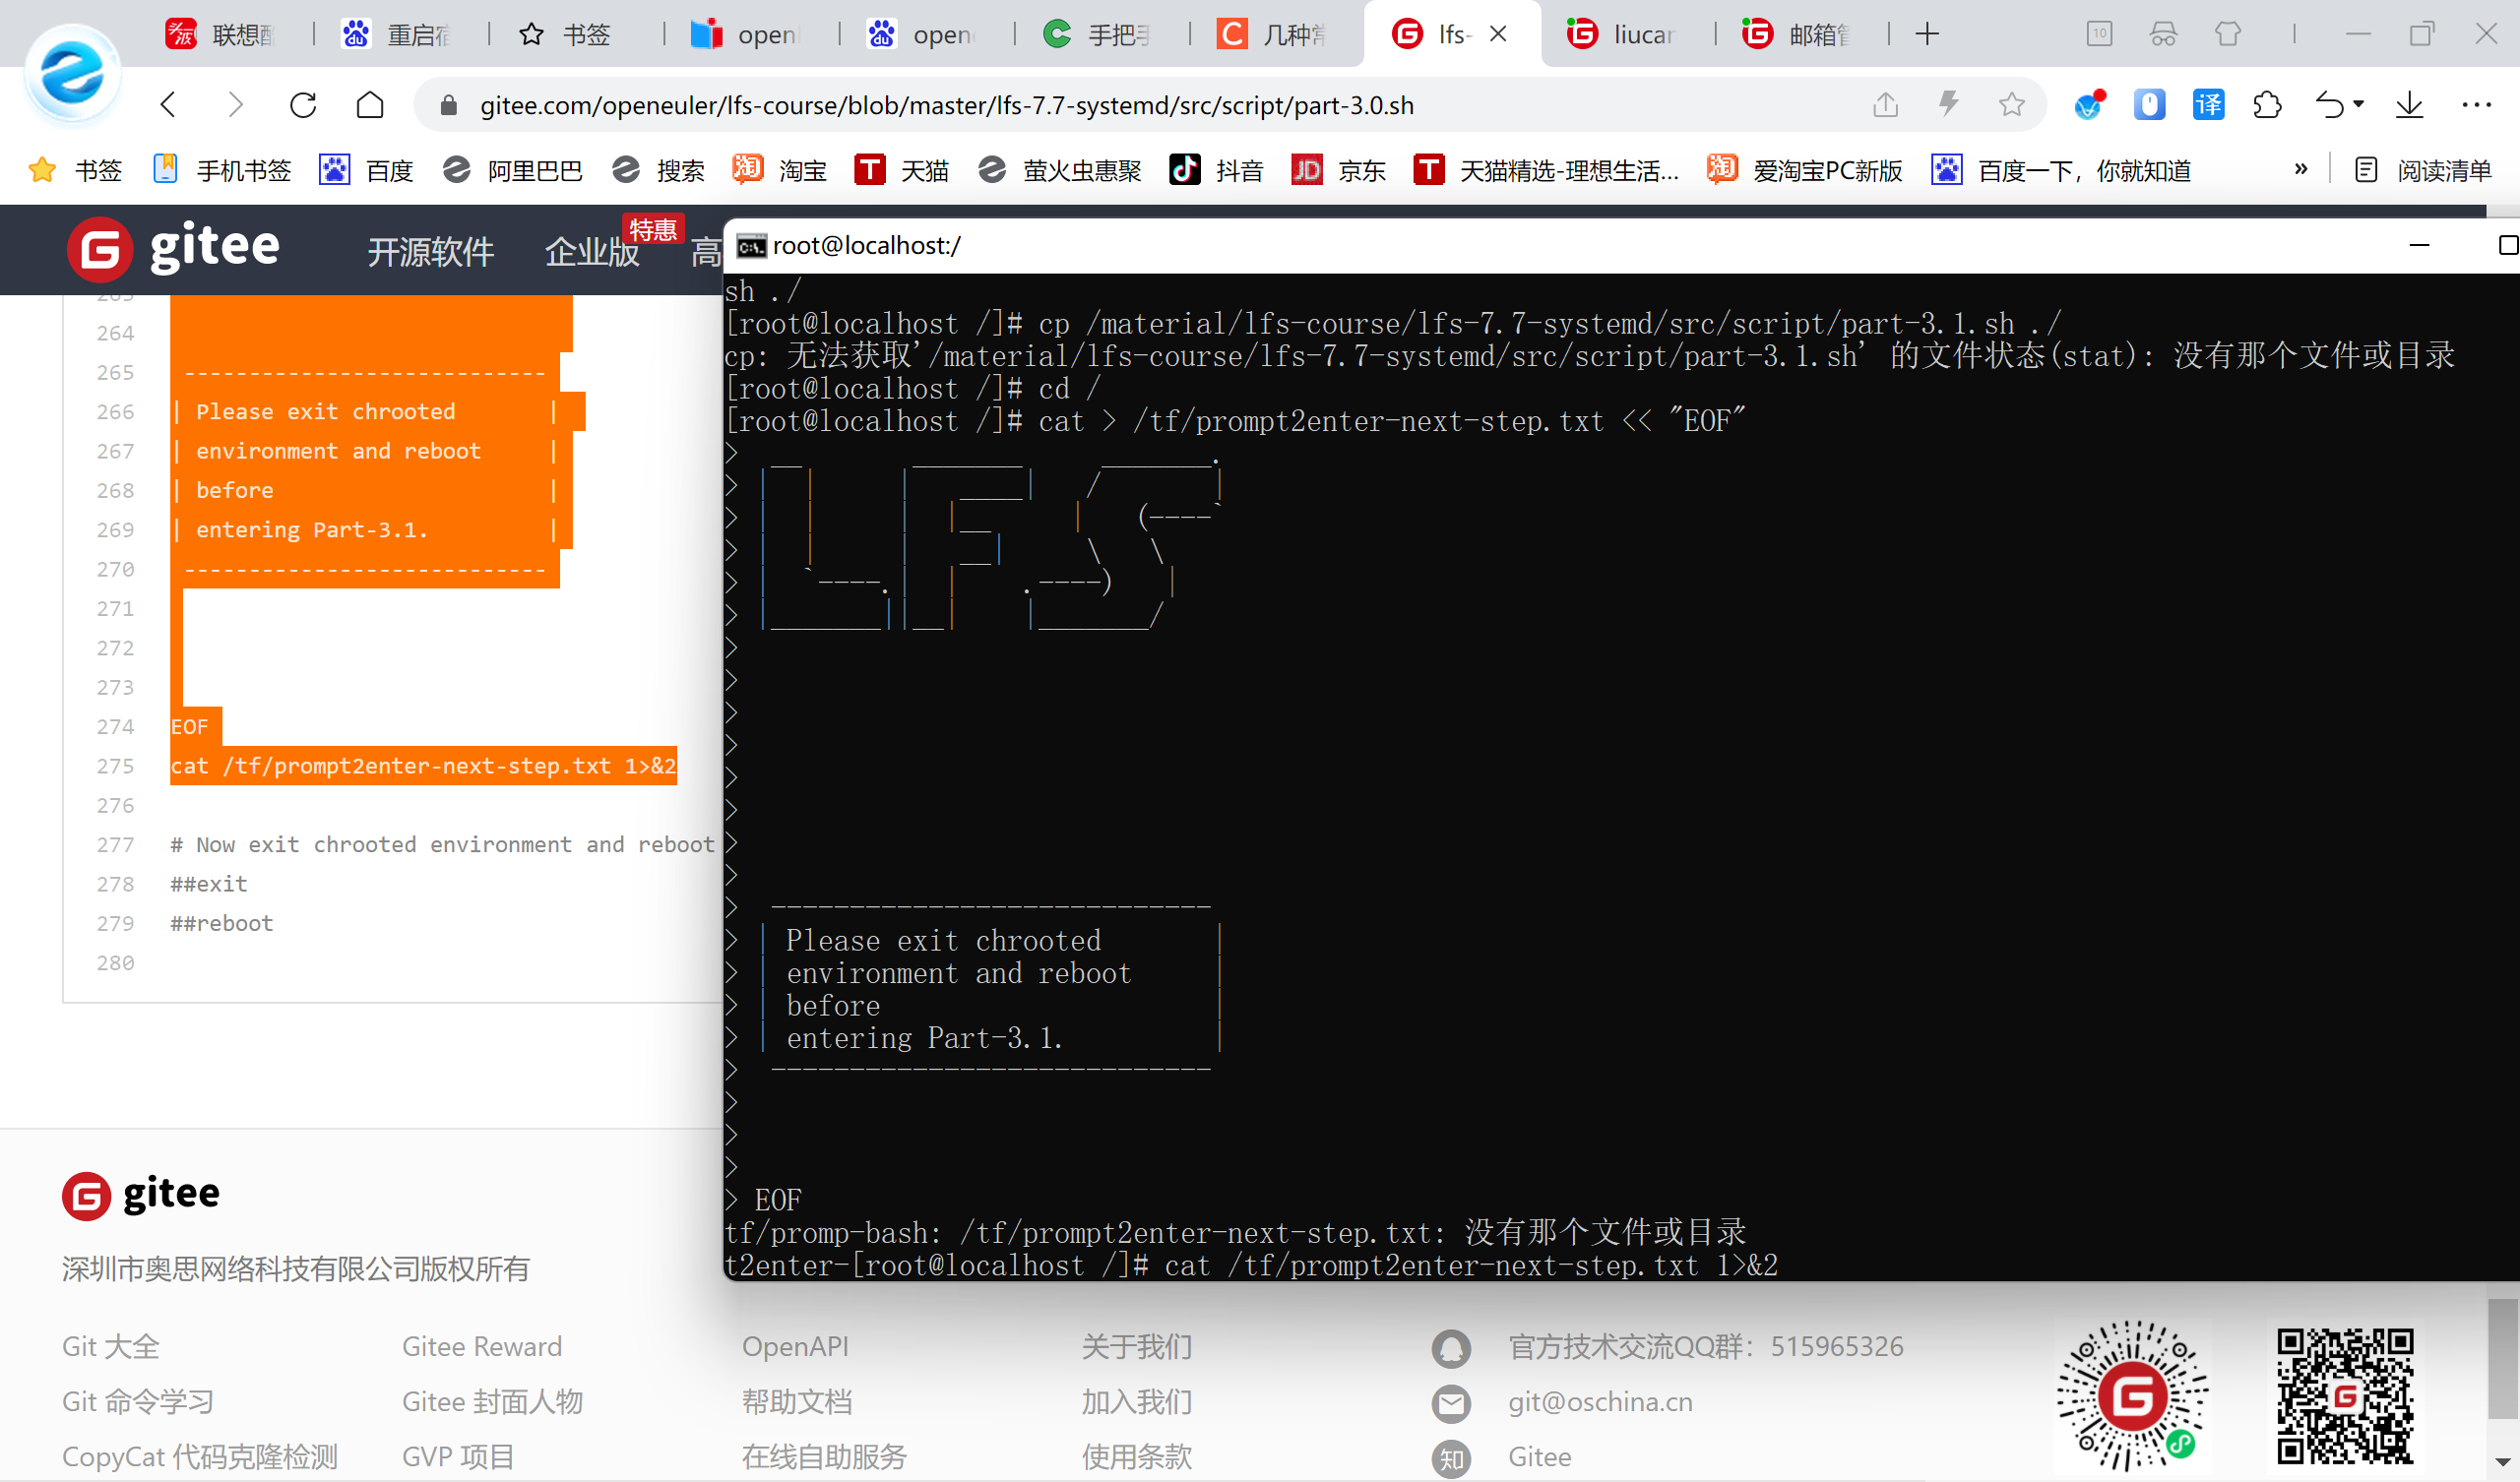 联想
重启
书签
open
open
手把手
几种常
lfs-
liucan
邮箱管
10
gitee.com/openeuler/lfs-course/blob/master/lfs-7.7-systemd/src/script/part-3.0.sh
译
书签
手机书签
百度
阿里巴巴
搜索
淘宝
天猫
萤火虫惠聚
抖音
京东
天猫精选-理想生活...
爱淘宝PC新版
百度一下，你就知道
»
阅读清单
gitee
开源软件
企业版
特惠
高
264
265 ----------------------------
266 | Please exit chrooted |
267 | environment and reboot |
268 | before |
269 | entering Part-3.1. |
270 ----------------------------
271
272
273
274 EOF
275 cat /tf/prompt2enter-next-step.txt 1>&2
276
277 # Now exit chrooted environment and reboot
278 ##exit
279 ##reboot
280
root@localhost:/
sh ./
[root@localhost /]# cp /material/lfs-course/lfs-7.7-systemd/src/script/part-3.1.sh ./
cp: 无法获取'/material/lfs-course/lfs-7.7-systemd/src/script/part-3.1.sh' 的文件状态(stat): 没有那个文件或目录
[root@localhost /]# cd /
[root@localhost /]# cat > /tf/prompt2enter-next-step.txt << "EOF"
>   __       _______     _______.
> |  |     |   ____|   /       |
> |  |     |  |__     |   (----`
> |  |     |   __|     \   \
> |  `----.|  |    .----)   |
> |_______||__|    |_______/
>
>
>
>
>
>
>
>
>  ----------------------------
> | Please exit chrooted       |
> | environment and reboot     |
> | before                     |
> | entering Part-3.1.         |
>  ----------------------------
>
>
>
> EOF
tf/promp-bash: /tf/prompt2enter-next-step.txt: 没有那个文件或目录
t2enter-[root@localhost /]# cat /tf/prompt2enter-next-step.txt 1>&2
gitee
深圳市奥思网络科技有限公司版权所有
Git 大全
Gitee Reward
OpenAPI
关于我们
官方技术交流QQ群：515965326
Git 命令学习
Gitee 封面人物
帮助文档
加入我们
git@oschina.cn
CopyCat 代码克隆检测
GVP 项目
在线自助服务
使用条款
知
Gitee